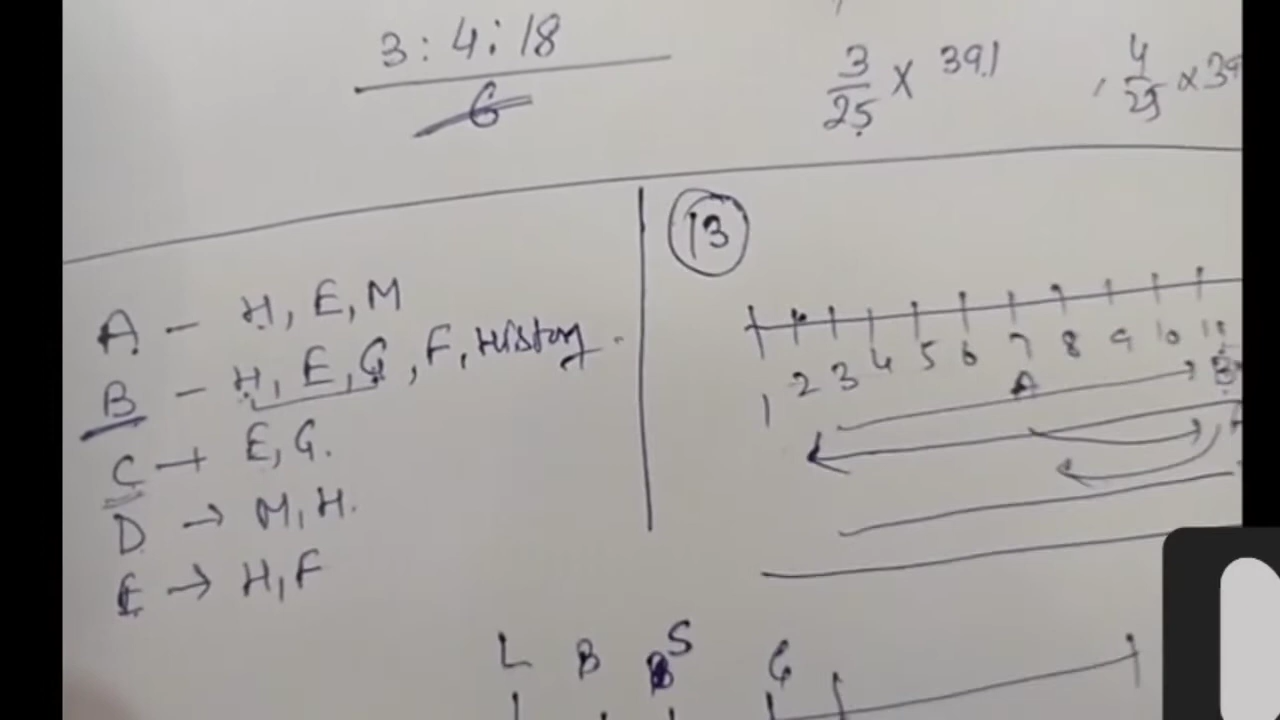 3 : 4 : 18
6
3/25 × 391
, 4/25 × 39
A - H, E, M
B - H, E, G, F, History.
C → E, G.
D → M, H.
E → H, F
13
1 2 3 4 5 6 7 8 9 10 11
A B
L B S G